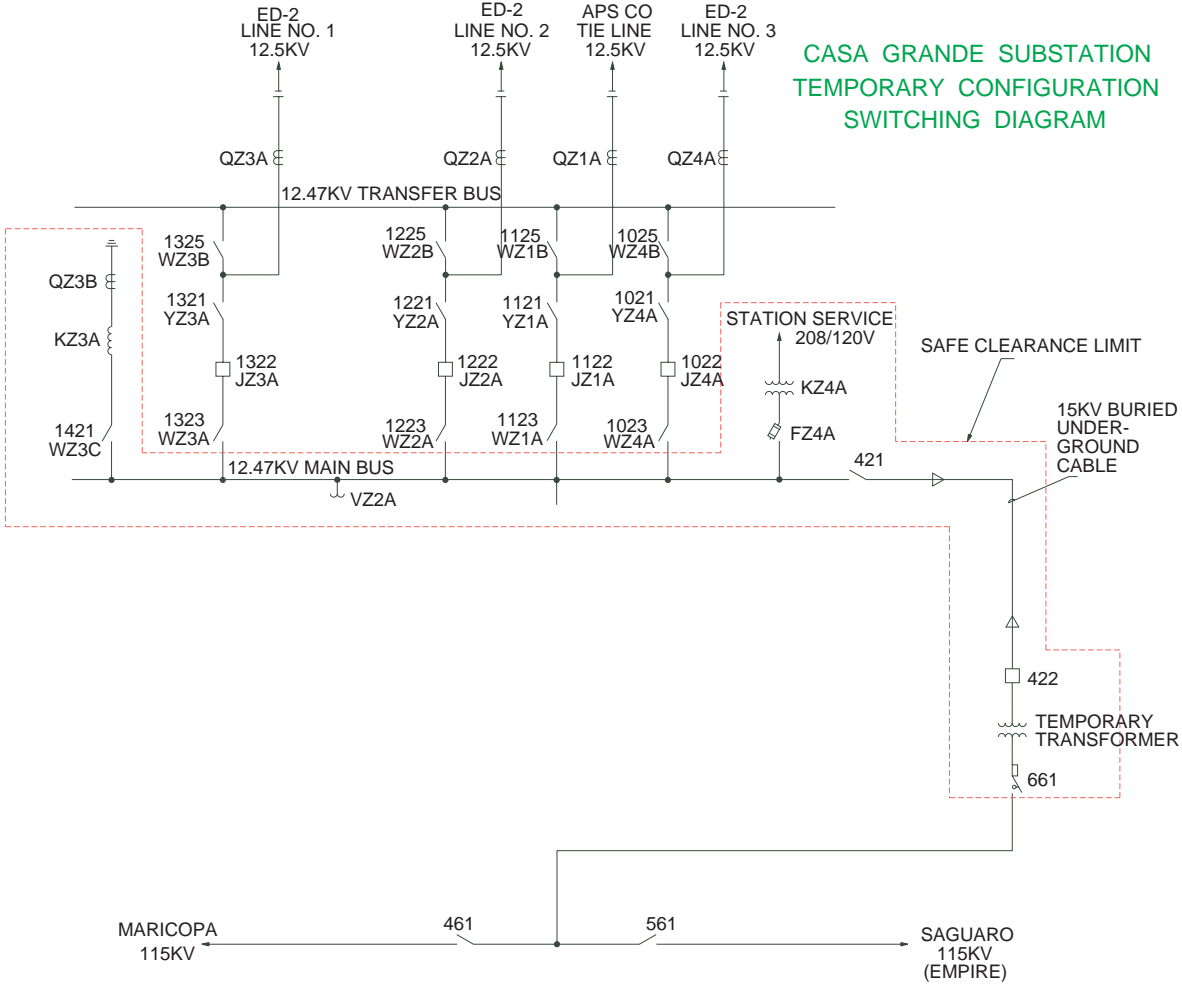 ED-2
LINE NO. 1
12.5KV
ED-2
LINE NO. 2
12.5KV
APS CO
TIE LINE
12.5KV
ED-2
LINE NO. 3
12.5KV
CASA GRANDE SUBSTATION
TEMPORARY CONFIGURATION
SWITCHING DIAGRAM
QZ3A
QZ2A
QZ1A
QZ4A
12.47KV TRANSFER BUS
1325
WZ3B
1225
WZ2B
1125
WZ1B
1025
WZ4B
QZ3B
1321
YZ3A
1221
YZ2A
1121
YZ1A
1021
YZ4A
STATION SERVICE
208/120V
KZ3A
SAFE CLEARANCE LIMIT
1322
JZ3A
1222
JZ2A
1122
JZ1A
1022
JZ4A
KZ4A
15KV BURIED
UNDER-
GROUND
CABLE
1421
WZ3C
1323
WZ3A
1223
WZ2A
1123
WZ1A
1023
WZ4A
FZ4A
12.47KV MAIN BUS
421
VZ2A
422
TEMPORARY
TRANSFORMER
661
MARICOPA
115KV
461
561
SAGUARO
115KV
(EMPIRE)